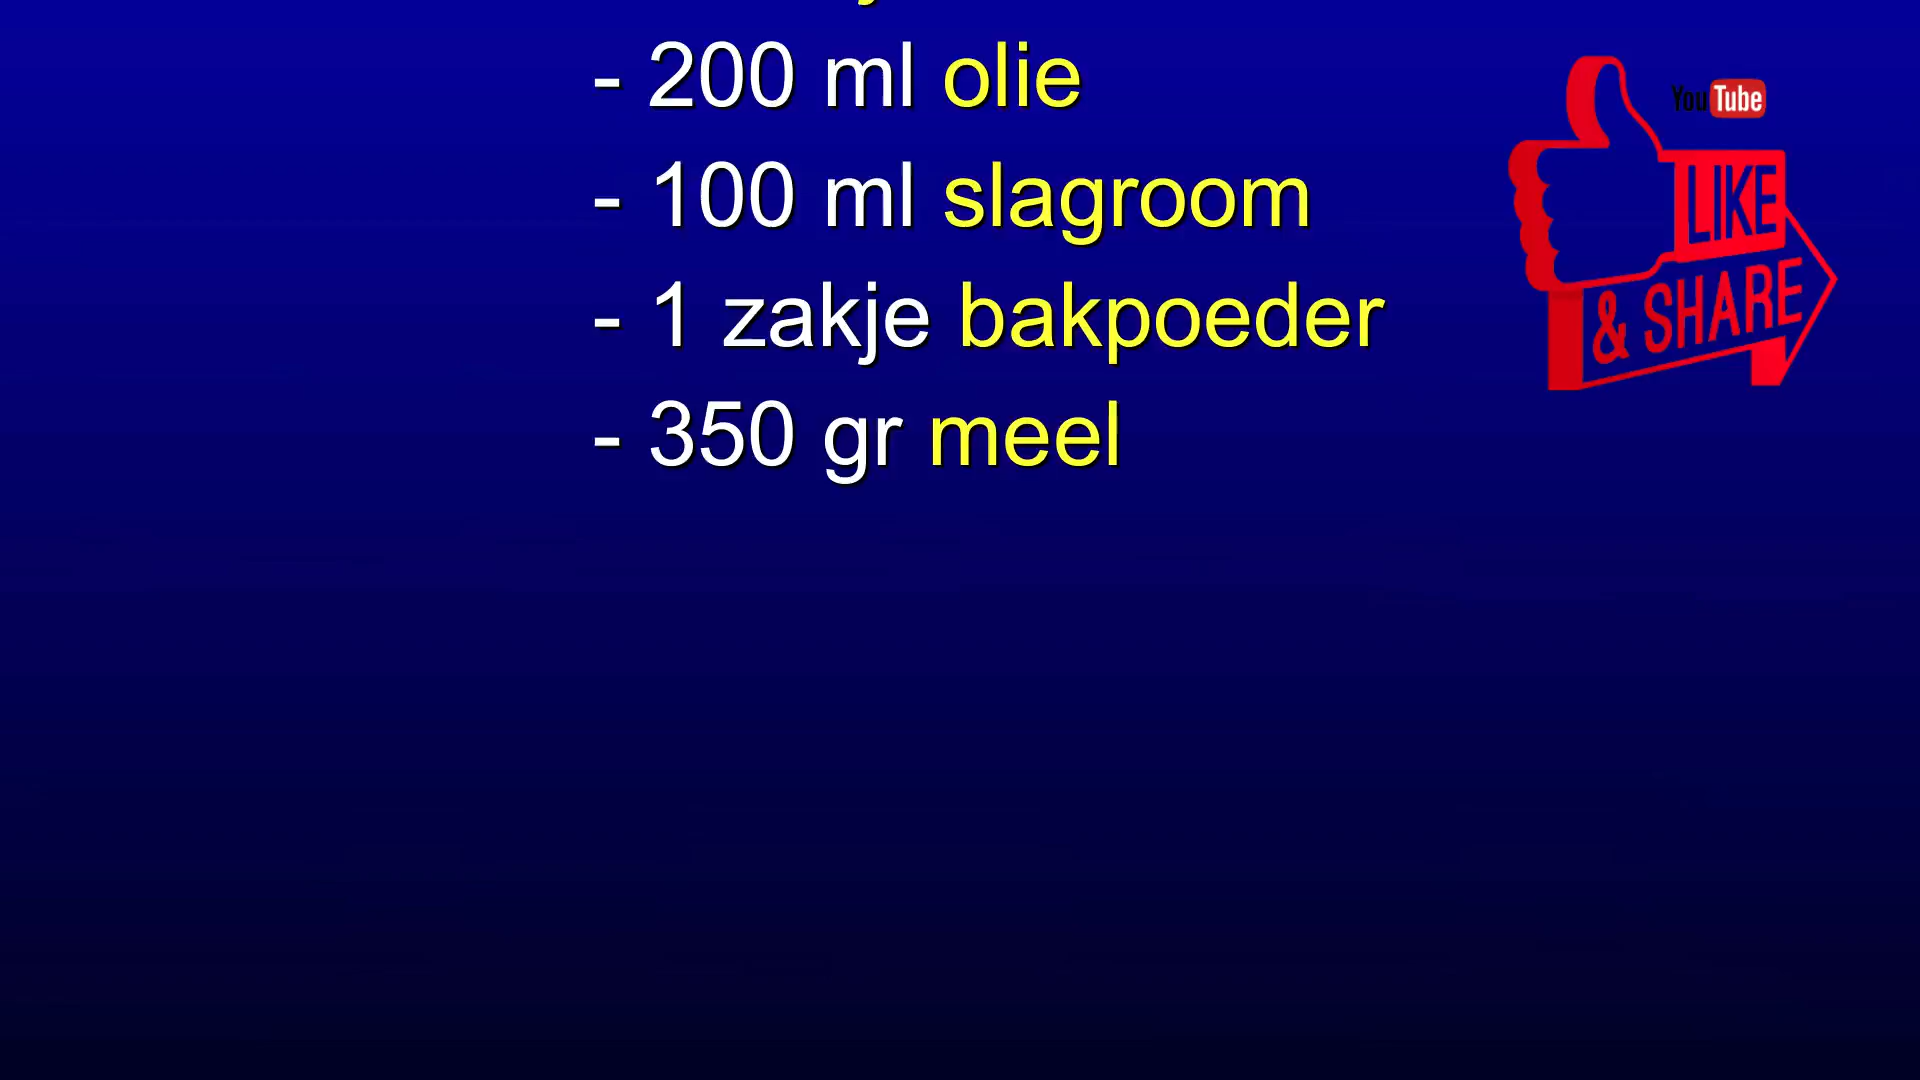 - 200 ml olie
- 100 ml slagroom
- 1 zakje bakpoeder
- 350 gr meel
YouTube
LIKE
& SHARE